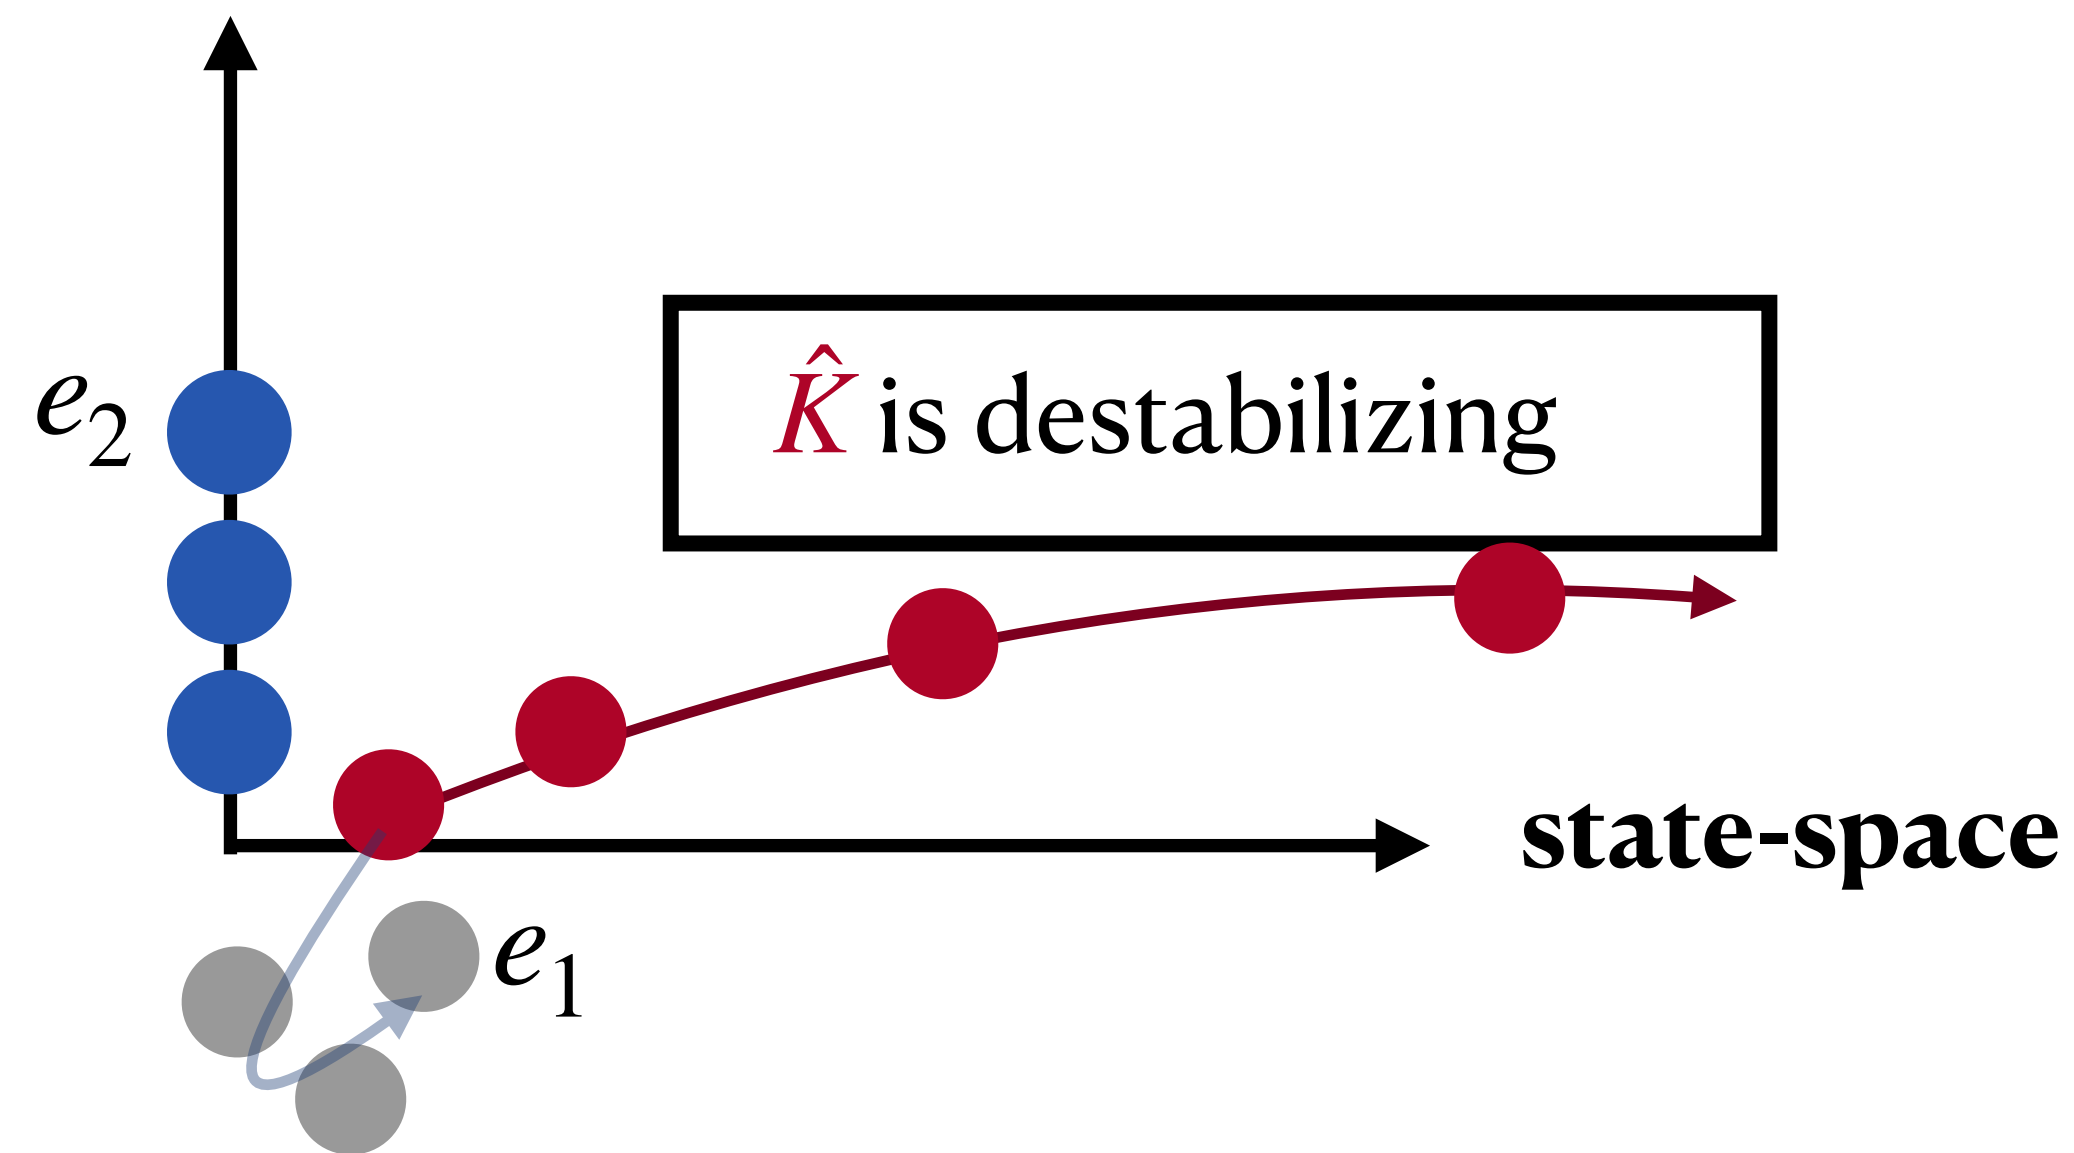 e₂
K̂ is destabilizing
state-space
e₁